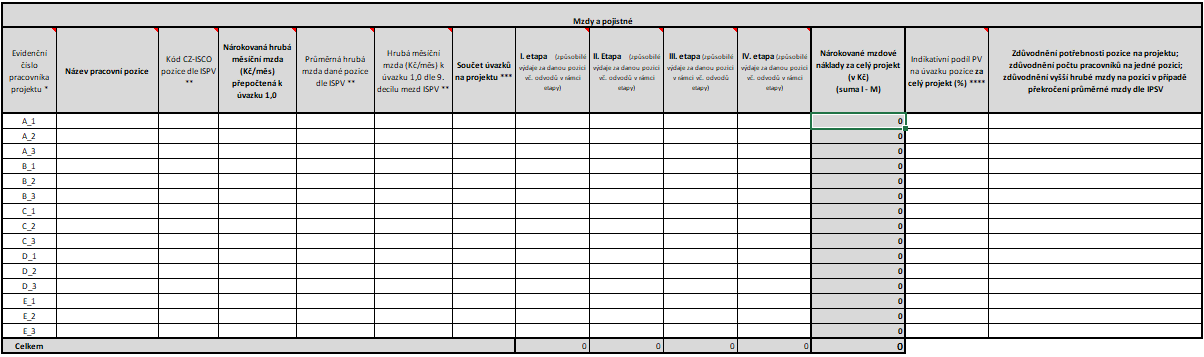 Mzdy a pojistné
Evidenční
číslo
pracovníka
projektu *
Název pracovní pozice
Kód CZ-ISCO
pozice dle ISPV
**
Nárokovaná hrubá
měsíční mzda
(Kč/měs)
přepočtená k
úvazku 1,0
Průměrná hrubá
mzda dané pozice
dle ISPV **
Hrubá měsíční
mzda (Kč/měs) k
úvazku 1,0 dle 9.
decilu mezd ISPV **
Součet úvazků
na projektu ***
I. etapa (způsobilé
výdaje za danou pozici
vč. odvodů v rámci
etapy)
II. Etapa (způsobilé
výdaje za danou pozici
vč. odvodů v rámci
etapy)
III. etapa (způsobilé
výdaje za danou pozici
vč. odvodů v rámci
etapy)
IV. etapa (způsobilé
výdaje za danou pozici
vč. odvodů v rámci
etapy)
Nárokované mzdové
náklady za celý projekt
(v Kč)
(suma I - M)
Indikativní podíl PV
na úvazku pozice za
celý projekt (%) ****
Zdůvodnění potřebnosti pozice na projektu;
zdůvodnění počtu pracovníků na jedné pozici;
zdůvodnění vyšší hrubé mzdy na pozici v případě
překročení průměrné mzdy dle IPSV
A_1 0
A_2 0
A_3 0
B_1 0
B_2 0
B_3 0
C_1 0
C_2 0
C_3 0
D_1 0
D_2 0
D_3 0
E_1 0
E_2 0
E_3 0
Celkem 0 0 0 0 0